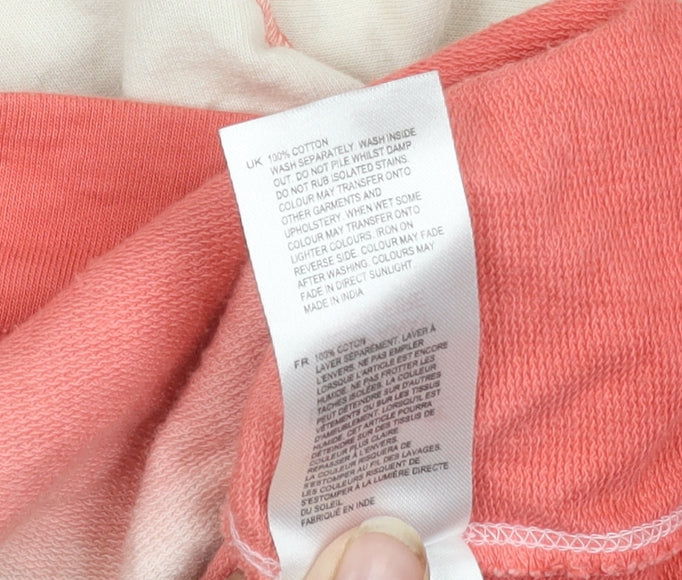 UK 100% COTTON
WASH SEPARATELY. WASH INSIDE
OUT. DO NOT PILE WHILST DAMP
DO NOT RUB ISOLATED STAINS.
COLOUR MAY TRANSFER ONTO
OTHER GARMENTS AND
UPHOLSTERY. WHEN WET SOME
COLOUR MAY TRANSFER ONTO
LIGHTER COLOURS. IRON ON
REVERSE SIDE. COLOUR MAY FADE
AFTER WASHING. COLOURS MAY
FADE IN DIRECT SUNLIGHT
MADE IN INDIA
FR 100% COTON
LAVER SÉPARÉMENT. LAVER À
L'ENVERS. NE PAS EMPILER
LORSQUE L'ARTICLE EST ENCORE
HUMIDE. NE PAS FROTTER LES
TACHES ISOLÉES. LA COULEUR
PEUT DÉTEINDRE SUR D'AUTRES
VÊTEMENTS OU SUR LES TISSUS
D'AMEUBLEMENT. LORSQU'IL EST
HUMIDE, CET ARTICLE POURRA
DÉTEINDRE SUR DES TISSUS DE
COULEUR PLUS CLAIRE.
REPASSER À L'ENVERS.
LA COULEUR RISQUERA DE
S'ESTOMPER AU FIL DES LAVAGES.
LES COULEURS RISQUENT DE
S'ESTOMPER À LA LUMIÈRE DIRECTE
DU SOLEIL
FABRIQUÉ EN INDE